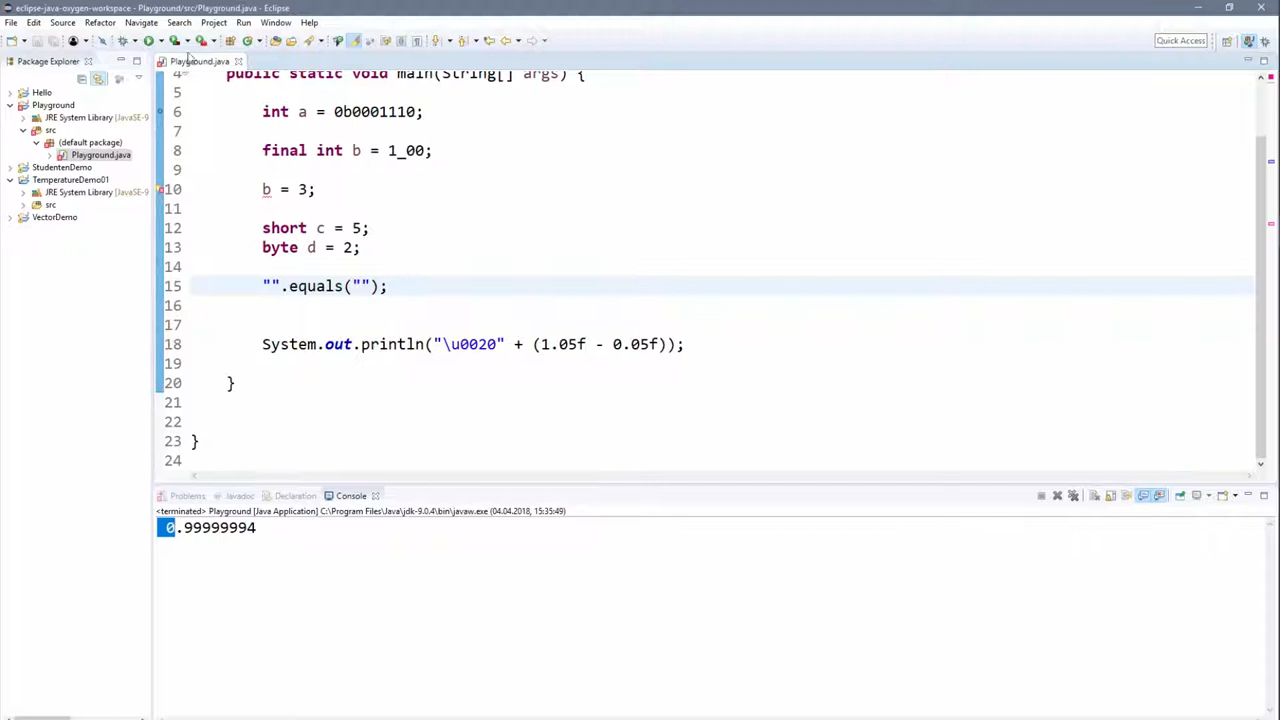 eclipse-java-oxygen-workspace - Playground/src/Playground.java - Eclipse
File Edit Source Refactor Navigate Search Project Run Window Help
Quick Access
Package Explorer
Hello
Playground
JRE System Library [JavaSE-9
src
(default package)
Playground.java
StudentenDemo
TemperatureDemo01
JRE System Library [JavaSE-9
src
VectorDemo
Playground.java
4 public static void main(String[] args) {
5
6 int a = 0b0001110;
7
8 final int b = 1_00;
9
10 b = 3;
11
12 short c = 5;
13 byte d = 2;
14
15 "".equals("");
16
17
18 System.out.println("\u0020" + (1.05f - 0.05f));
19
20 }
21
22
23 }
24
Problems Javadoc Declaration Console
<terminated> Playground [Java Application] C:\Program Files\Java\jdk-9.0.4\bin\javaw.exe (04.04.2018, 15:35:49)
0.99999994